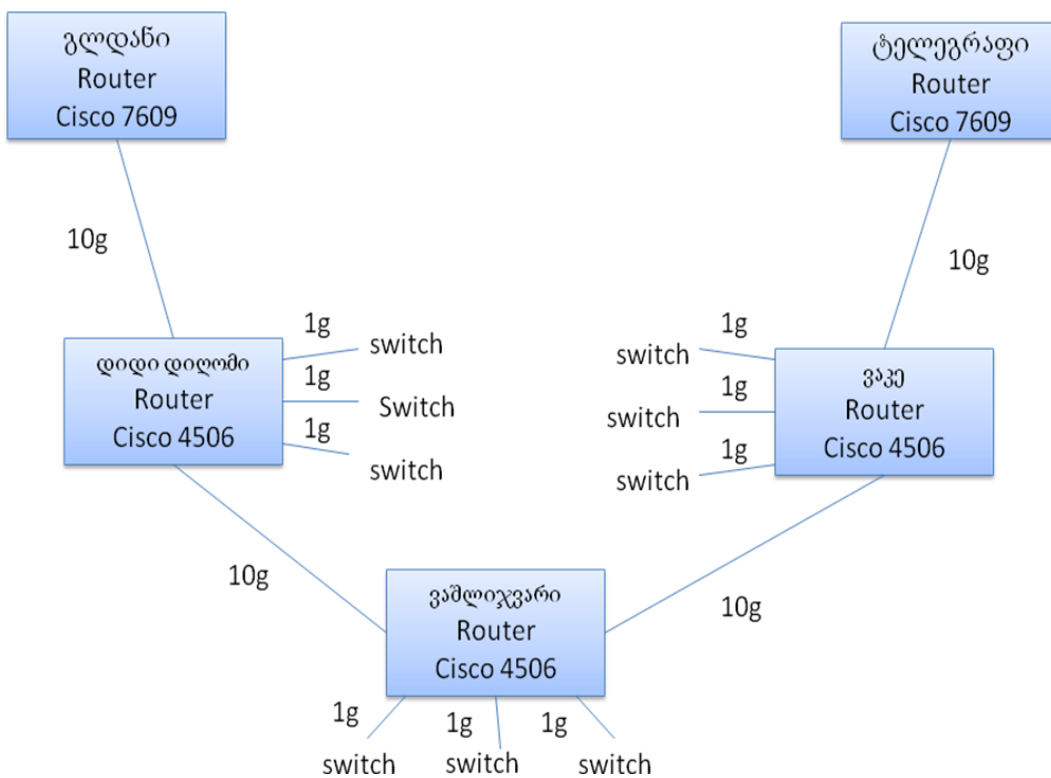 გლდანი
Router
Cisco 7609
ტელეგრაფი
Router
Cisco 7609
10g
10g
დიდი დიღომი
Router
Cisco 4506
1g
switch
1g
Switch
1g
switch
1g
switch
1g
switch
1g
switch
ვაკე
Router
Cisco 4506
10g
10g
ვაშლიჯვარი
Router
Cisco 4506
1g
switch
1g
switch
1g
switch